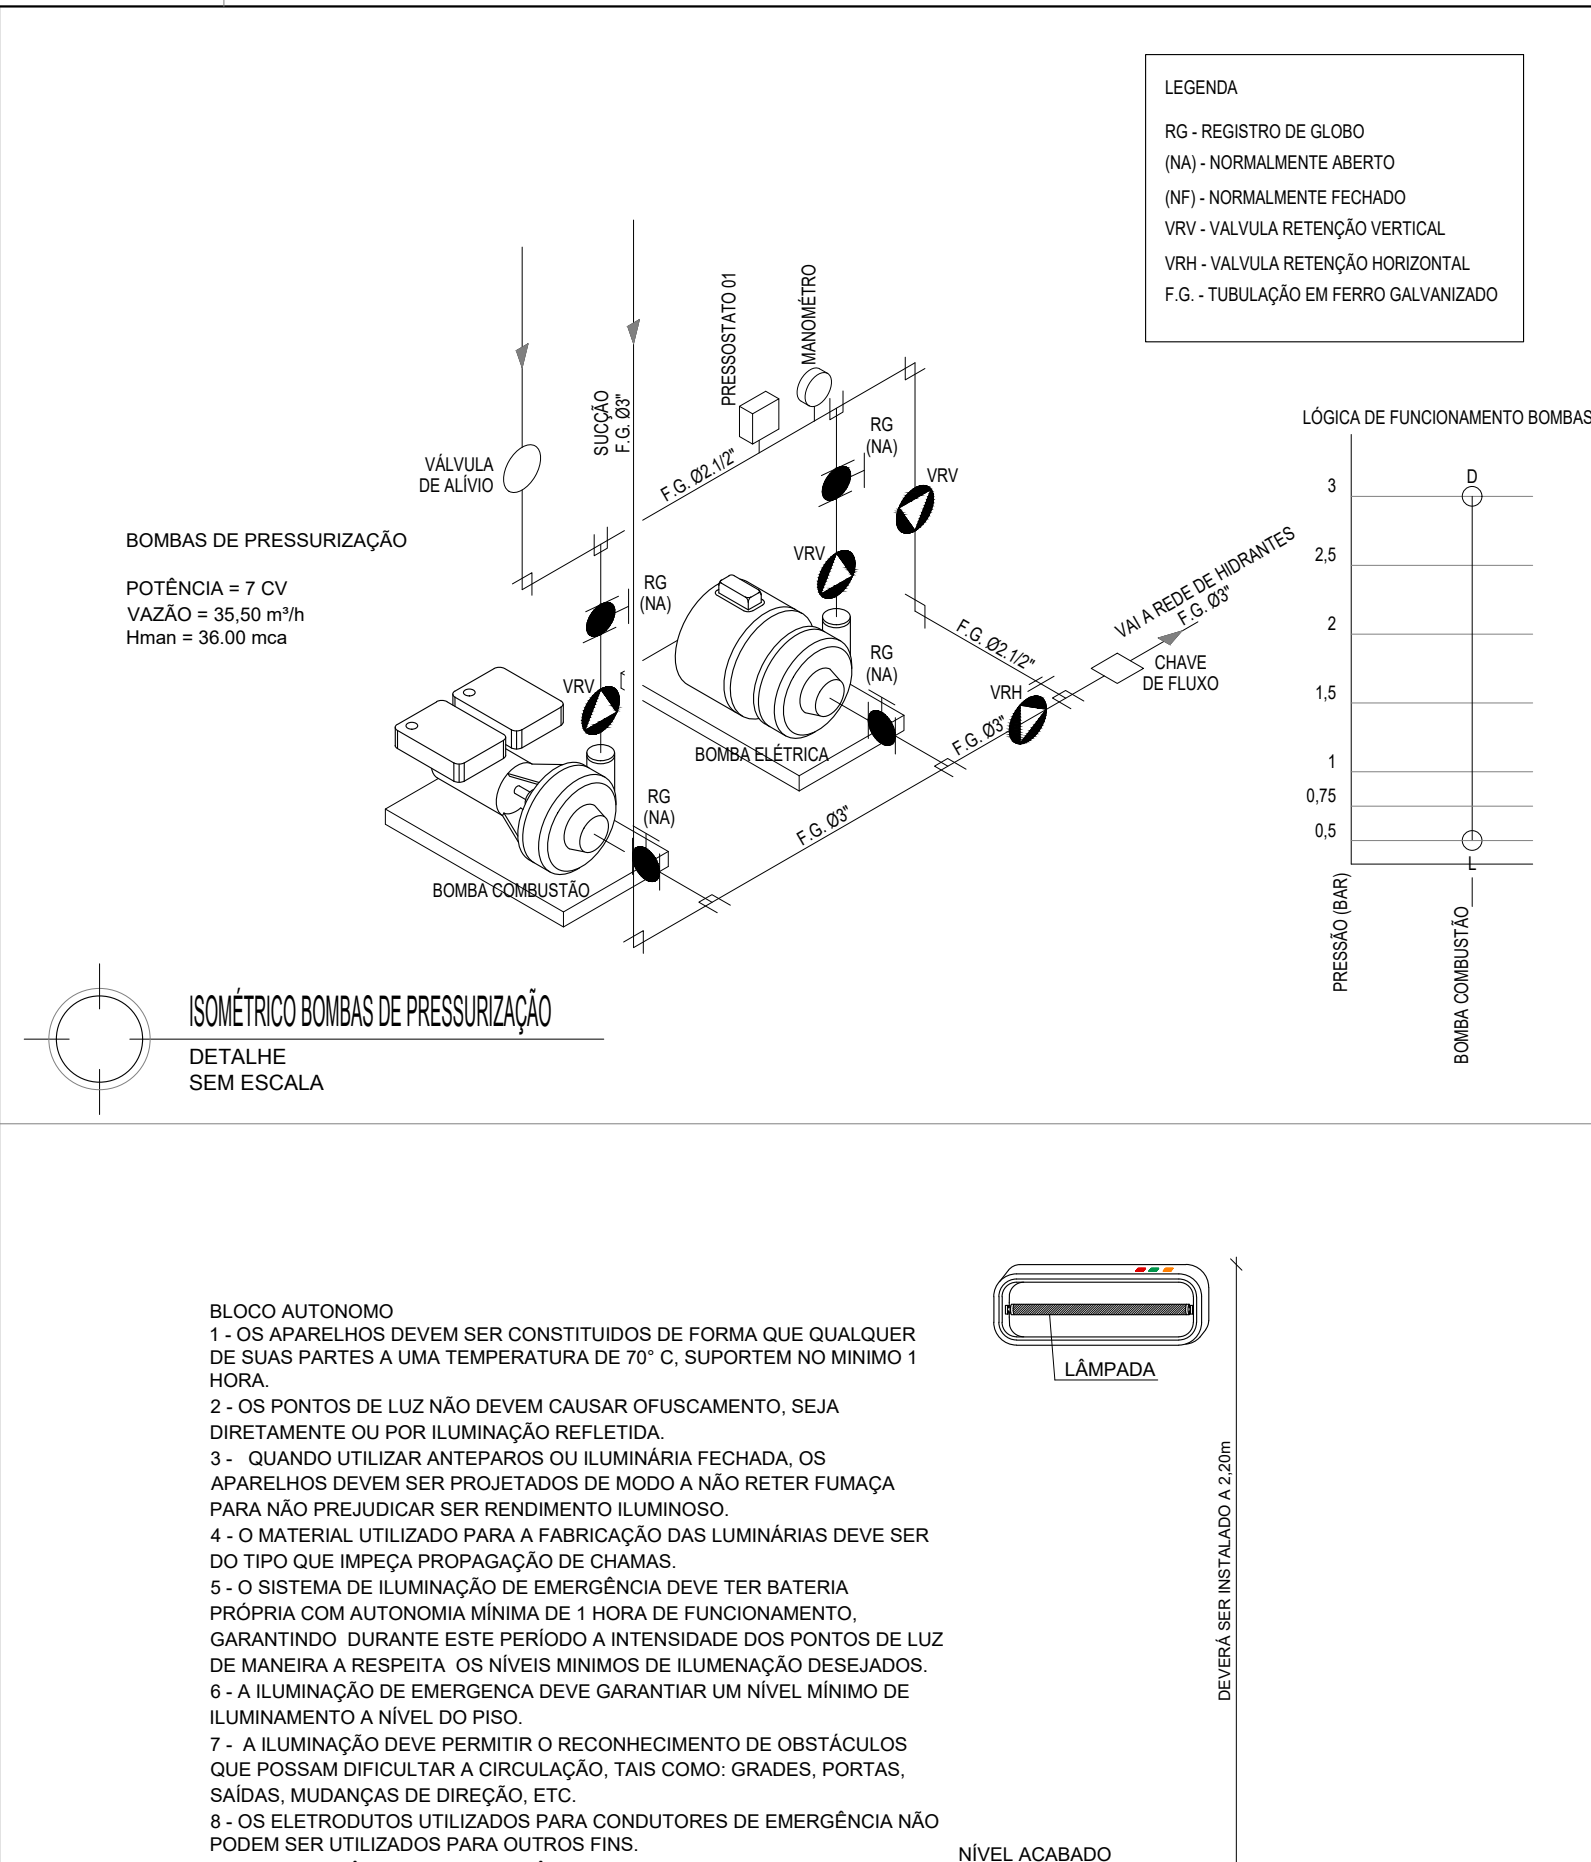 LEGENDA
RG - REGISTRO DE GLOBO
(NA) - NORMALMENTE ABERTO
(NF) - NORMALMENTE FECHADO
VRV - VALVULA RETENÇÃO VERTICAL
VRH - VALVULA RETENÇÃO HORIZONTAL
F.G. - TUBULAÇÃO EM FERRO GALVANIZADO
PRESSOSTATO 01
MANOMÉTRO
SUCÇÃO
F.G. Ø3"
VÁLVULA
DE ALÍVIO
F.G. Ø2.1/2"
RG
(NA)
VRV
VRV
RG
(NA)
VRV
RG
(NA)
F.G. Ø2.1/2"
VAI A REDE DE HIDRANTES
F.G. Ø3"
CHAVE
DE FLUXO
VRH
F.G. Ø3"
BOMBA ELÉTRICA
RG
(NA)
F.G. Ø3"
BOMBA COMBUSTÃO
BOMBAS DE PRESSURIZAÇÃO
POTÊNCIA = 7 CV
VAZÃO = 35,50 m³/h
Hman = 36.00 mca
LÓGICA DE FUNCIONAMENTO BOMBAS
3
D
2,5
2
1,5
1
0,75
0,5
L
PRESSÃO (BAR)
BOMBA COMBUSTÃO
ISOMÉTRICO BOMBAS DE PRESSURIZAÇÃO
DETALHE
SEM ESCALA
BLOCO AUTONOMO
1 - OS APARELHOS DEVEM SER CONSTITUIDOS DE FORMA QUE QUALQUER
DE SUAS PARTES A UMA TEMPERATURA DE 70° C, SUPORTEM NO MINIMO 1
HORA.
2 - OS PONTOS DE LUZ NÃO DEVEM CAUSAR OFUSCAMENTO, SEJA
DIRETAMENTE OU POR ILUMINAÇÃO REFLETIDA.
3 - QUANDO UTILIZAR ANTEPAROS OU ILUMINÁRIA FECHADA, OS
APARELHOS DEVEM SER PROJETADOS DE MODO A NÃO RETER FUMAÇA
PARA NÃO PREJUDICAR SER RENDIMENTO ILUMINOSO.
4 - O MATERIAL UTILIZADO PARA A FABRICAÇÃO DAS LUMINÁRIAS DEVE SER
DO TIPO QUE IMPEÇA PROPAGAÇÃO DE CHAMAS.
5 - O SISTEMA DE ILUMINAÇÃO DE EMERGÊNCIA DEVE TER BATERIA
PRÓPRIA COM AUTONOMIA MÍNIMA DE 1 HORA DE FUNCIONAMENTO,
GARANTINDO DURANTE ESTE PERÍODO A INTENSIDADE DOS PONTOS DE LUZ
DE MANEIRA A RESPEITA OS NÍVEIS MINIMOS DE ILUMENAÇÃO DESEJADOS.
6 - A ILUMINAÇÃO DE EMERGENCA DEVE GARANTIAR UM NÍVEL MÍNIMO DE
ILUMINAMENTO A NÍVEL DO PISO.
7 - A ILUMINAÇÃO DEVE PERMITIR O RECONHECIMENTO DE OBSTÁCULOS
QUE POSSAM DIFICULTAR A CIRCULAÇÃO, TAIS COMO: GRADES, PORTAS,
SAÍDAS, MUDANÇAS DE DIREÇÃO, ETC.
8 - OS ELETRODUTOS UTILIZADOS PARA CONDUTORES DE EMERGÊNCIA NÃO
PODEM SER UTILIZADOS PARA OUTROS FINS.
LÂMPADA
DEVERÁ SER INSTALADO A 2,20m
NÍVEL ACABADO